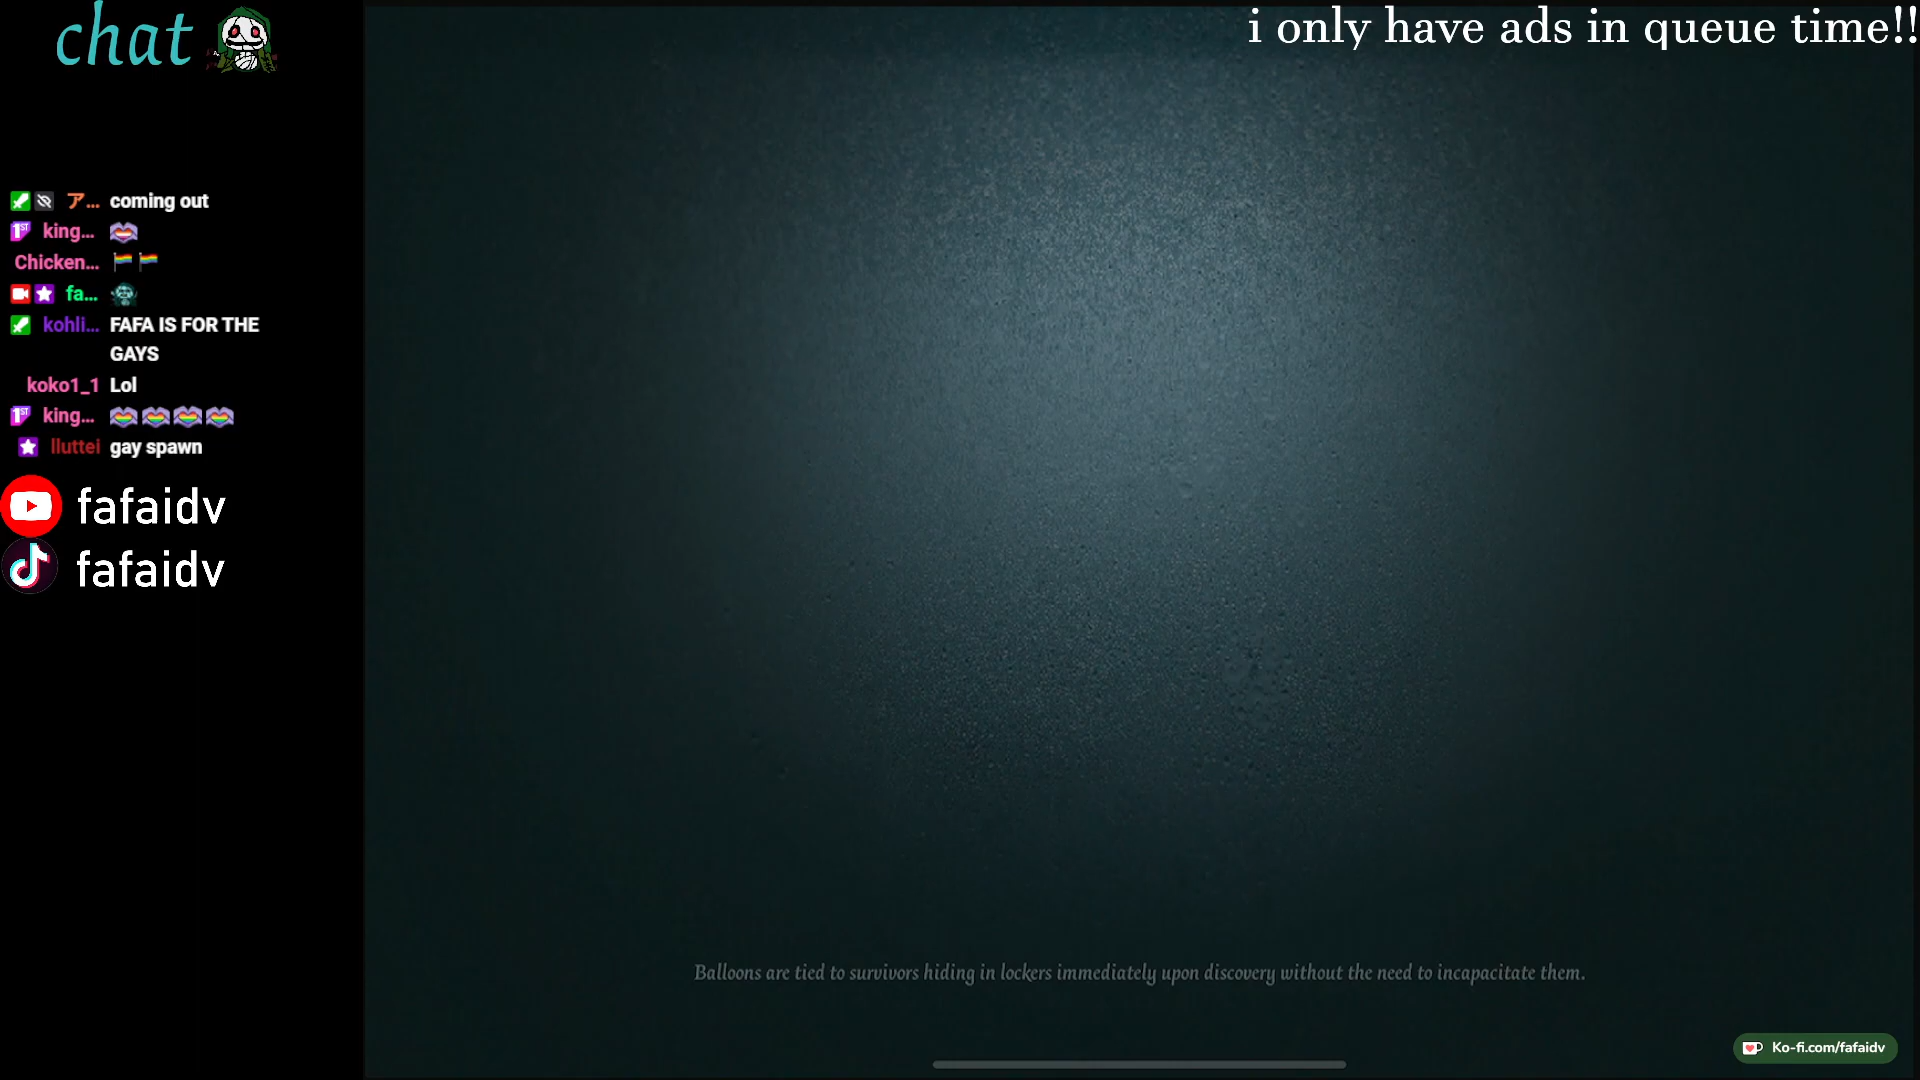 chat
i only have ads in queue time!!
ア... coming out
king...
Chicken...
fa...
kohli... FAFA IS FOR THE
GAYS
koko1_1 Lol
king...
lluttei gay spawn
fafaidv
fafaidv
Balloons are tied to survivors hiding in lockers immediately upon discovery without the need to incapacitate them.
Ko-fi.com/fafaidv